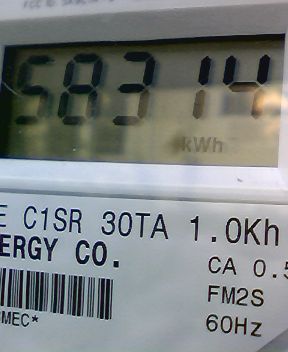 58314
kWh
E C1SR 30TA 1.0Kh
ERGY CO.
CA 0.5
FM2S
MEC*
60Hz